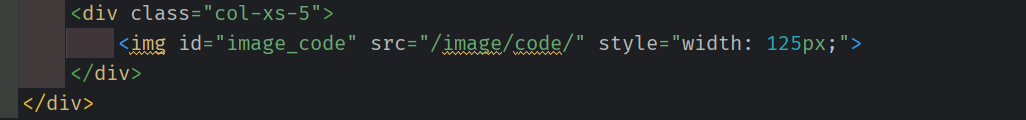 <div class="col-xs-5">
<img id="image_code" src="/image/code/" style="width: 125px;">
</div>
</div>